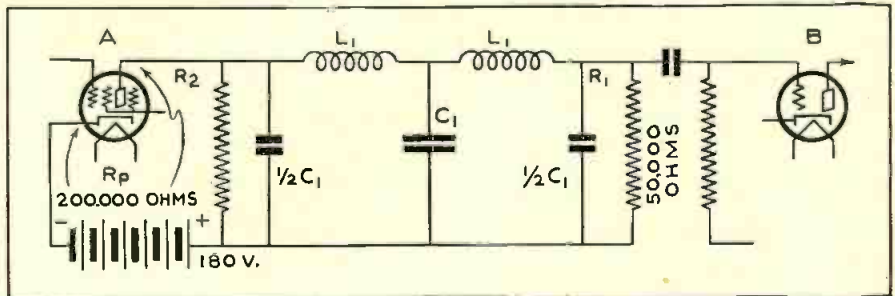 A
L₁
L₁
B
R₂
R₁
C₁
½C₁
½C₁
50,000
OHMS
Rp
200.000 OHMS
-
+
180 V.